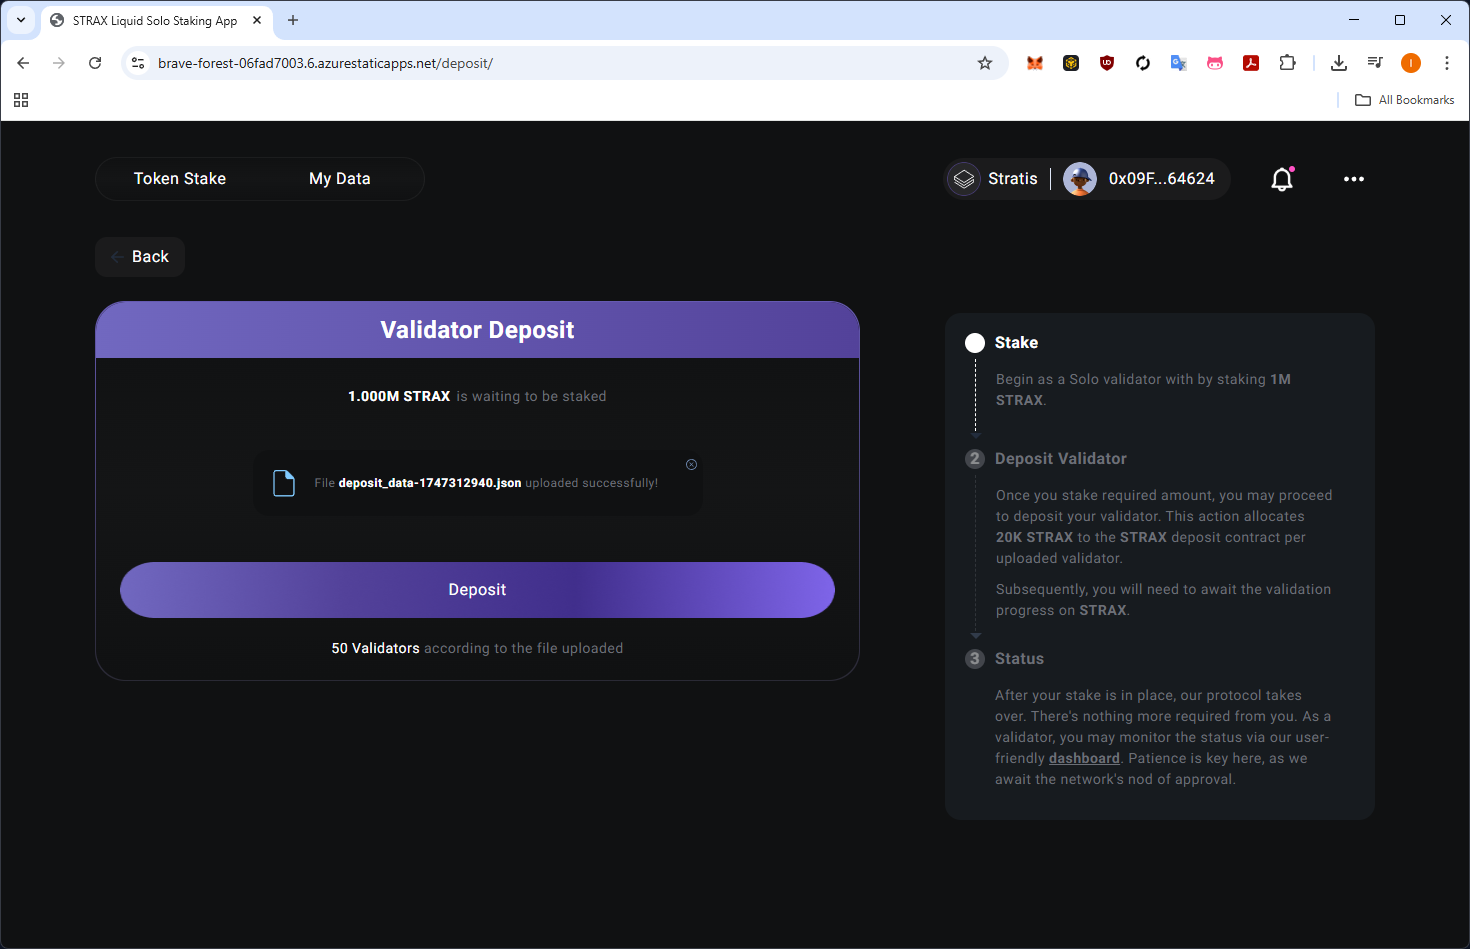 STRAX Liquid Solo Staking App
brave-forest-06fad7003.6.azurestaticapps.net/deposit/
All Bookmarks
Token Stake
My Data
Stratis
0x09F...64624
Back
Validator Deposit
1.000M STRAX is waiting to be staked
File deposit_data-1747312940.json uploaded successfully!
Deposit
50 Validators according to the file uploaded
Stake
Begin as a Solo validator with by staking 1M
STRAX.
2 Deposit Validator
Once you stake required amount, you may proceed
to deposit your validator. This action allocates
20K STRAX to the STRAX deposit contract per
uploaded validator.
Subsequently, you will need to await the validation
progress on STRAX.
3 Status
After your stake is in place, our protocol takes
over. There's nothing more required from you. As a
validator, you may monitor the status via our user-
friendly dashboard. Patience is key here, as we
await the network's nod of approval.